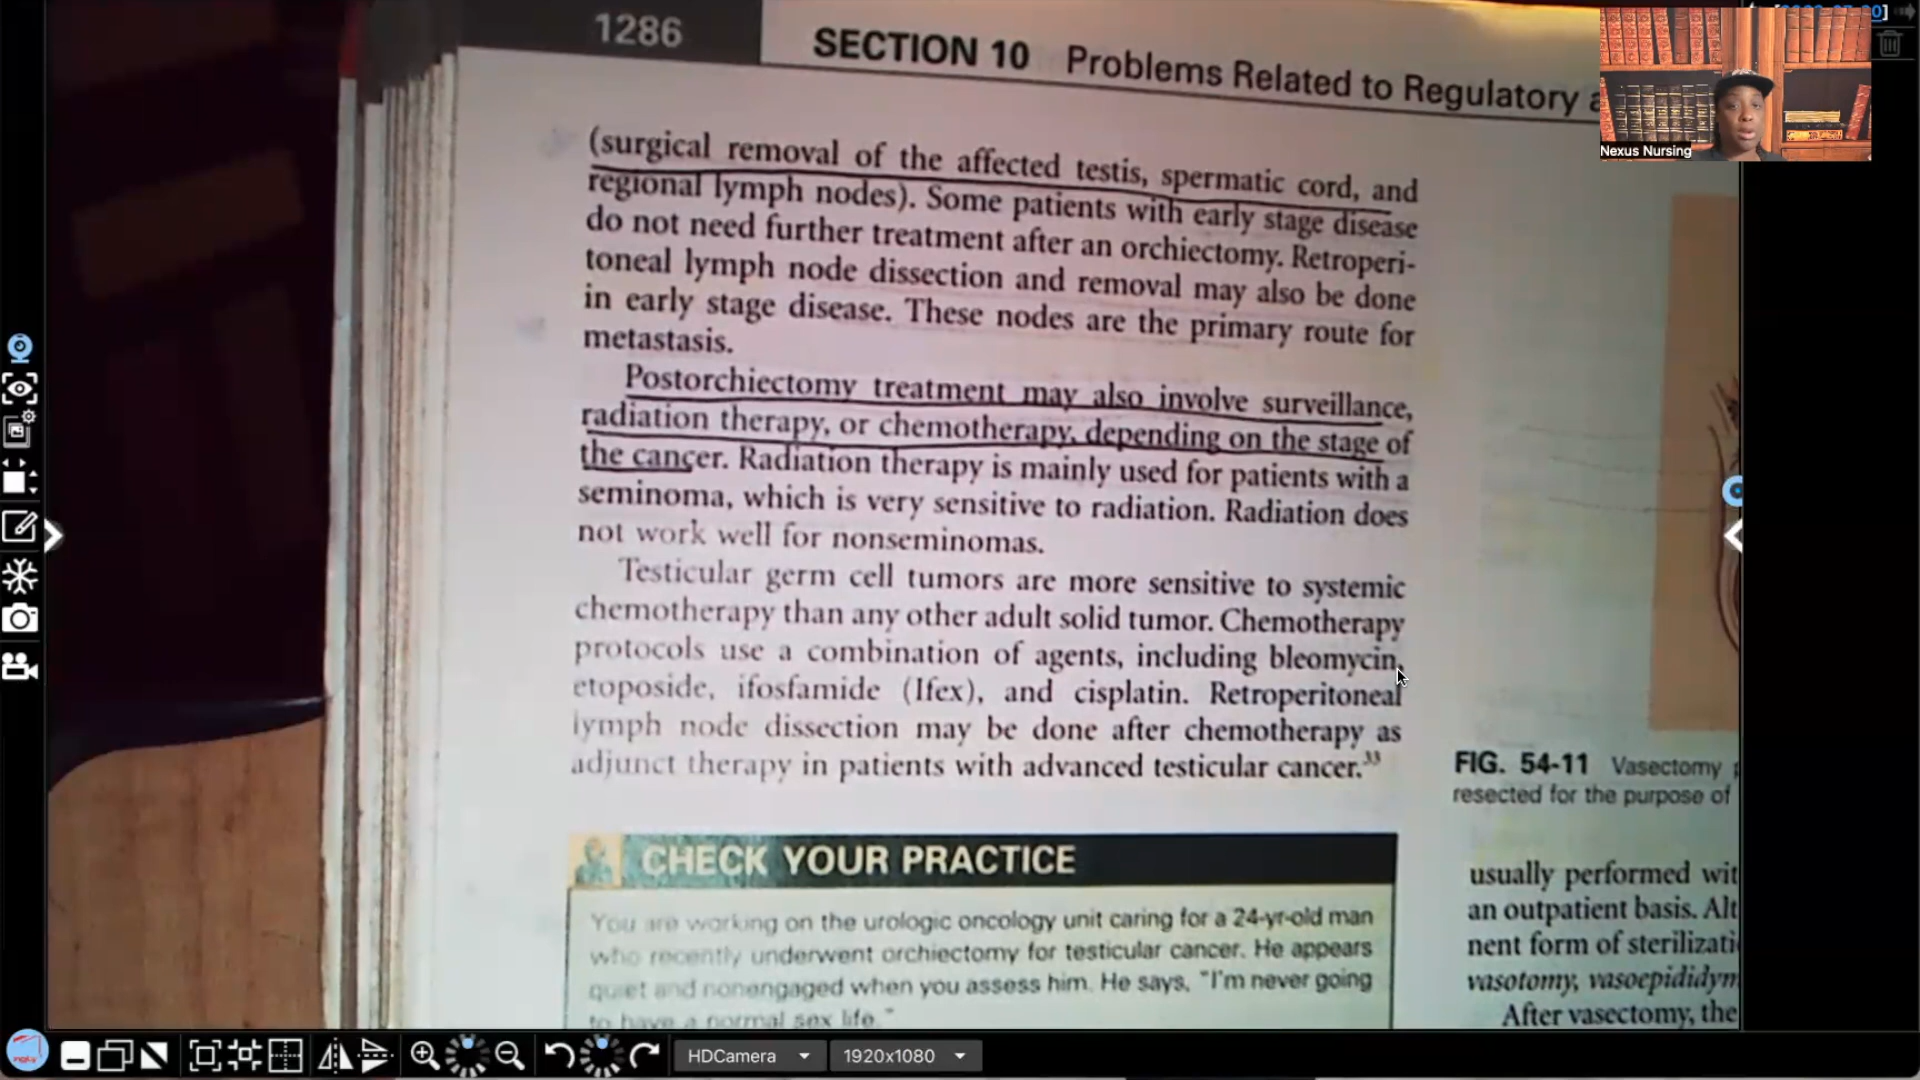 1286
SECTION 10 Problems Related to Regulatory
Nexus Nursing
(surgical removal of the affected testis, spermatic cord, and
regional lymph nodes). Some patients with early stage disease
do not need further treatment after an orchiectomy. Retroperi-
toneal lymph node dissection and removal may also be done
in early stage disease. These nodes are the primary route for
metastasis.
Postorchiectomy treatment may also involve surveillance,
radiation therapy, or chemotherapy, depending on the stage of
the cancer. Radiation therapy is mainly used for patients with a
seminoma, which is very sensitive to radiation. Radiation does
not work well for nonseminomas.
Testicular germ cell tumors are more sensitive to systemic
chemotherapy than any other adult solid tumor. Chemotherapy
protocols use a combination of agents, including bleomycin,
etoposide, ifosfamide (Ifex), and cisplatin. Retroperitoneal
lymph node dissection may be done after chemotherapy as
adjunct therapy in patients with advanced testicular cancer.33
CHECK YOUR PRACTICE
You are working on the urologic oncology unit caring for a 24-yr-old man
who recently underwent orchiectomy for testicular cancer. He appears
quiet and nonengaged when you assess him. He says, "I'm never going
to have a normal sex life."
FIG. 54-11 Vasectomy
resected for the purpose of
usually performed wit
an outpatient basis. Alt
nent form of sterilizati
vasotomy, vasoepididym
After vasectomy, the
HDCamera
1920x1080